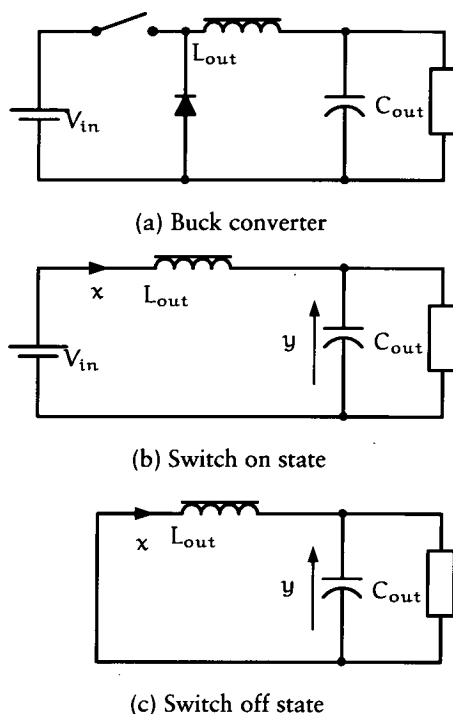 L_out
V_in
C_out
(a) Buck converter
x
L_out
V_in
y
C_out
(b) Switch on state
x
L_out
y
C_out
(c) Switch off state